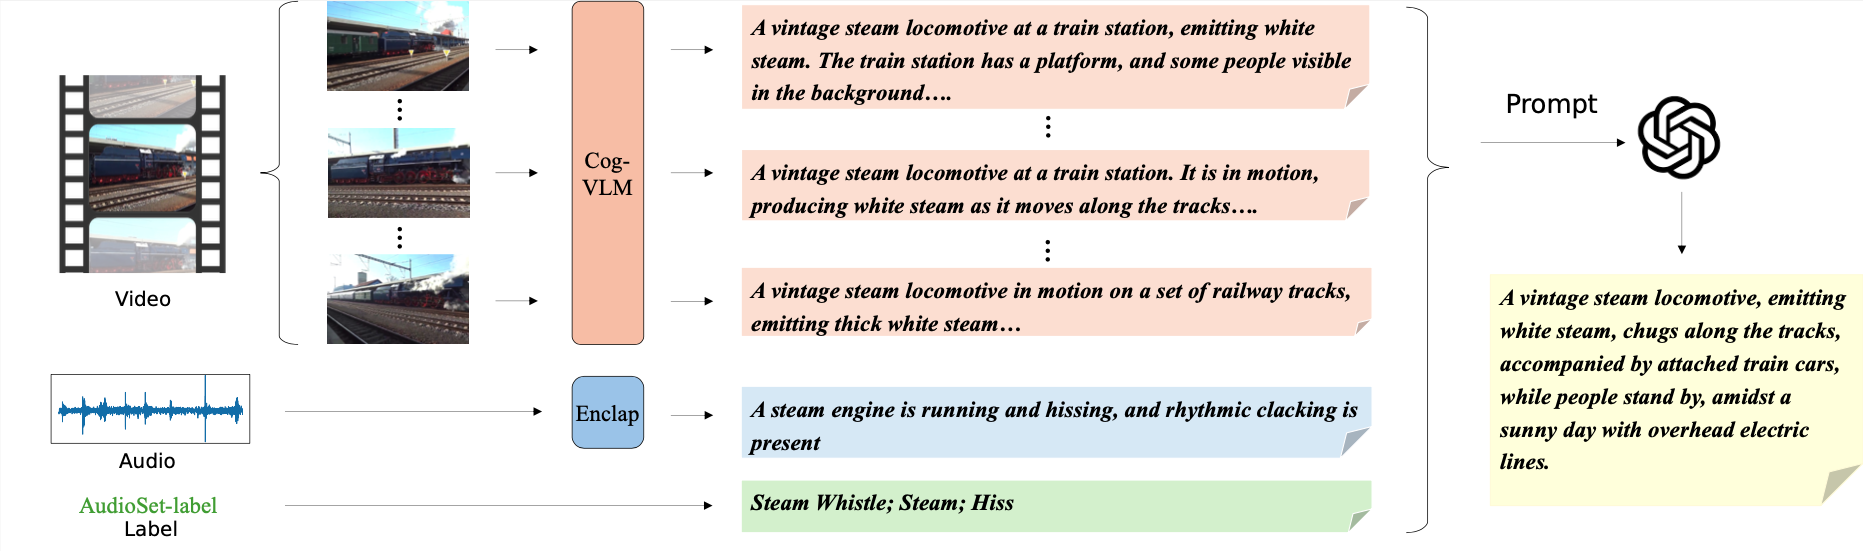 A vintage steam locomotive at a train station, emitting white
steam. The train station has a platform, and some people visible
in the background….
Cog-
VLM
A vintage steam locomotive at a train station. It is in motion,
producing white steam as it moves along the tracks….
A vintage steam locomotive in motion on a set of railway tracks,
emitting thick white steam…
Video
Enclap
A steam engine is running and hissing, and rhythmic clacking is
present
Audio
AudioSet-label
Label
Steam Whistle; Steam; Hiss
Prompt
A vintage steam locomotive, emitting
white steam, chugs along the tracks,
accompanied by attached train cars,
while people stand by, amidst a
sunny day with overhead electric
lines.